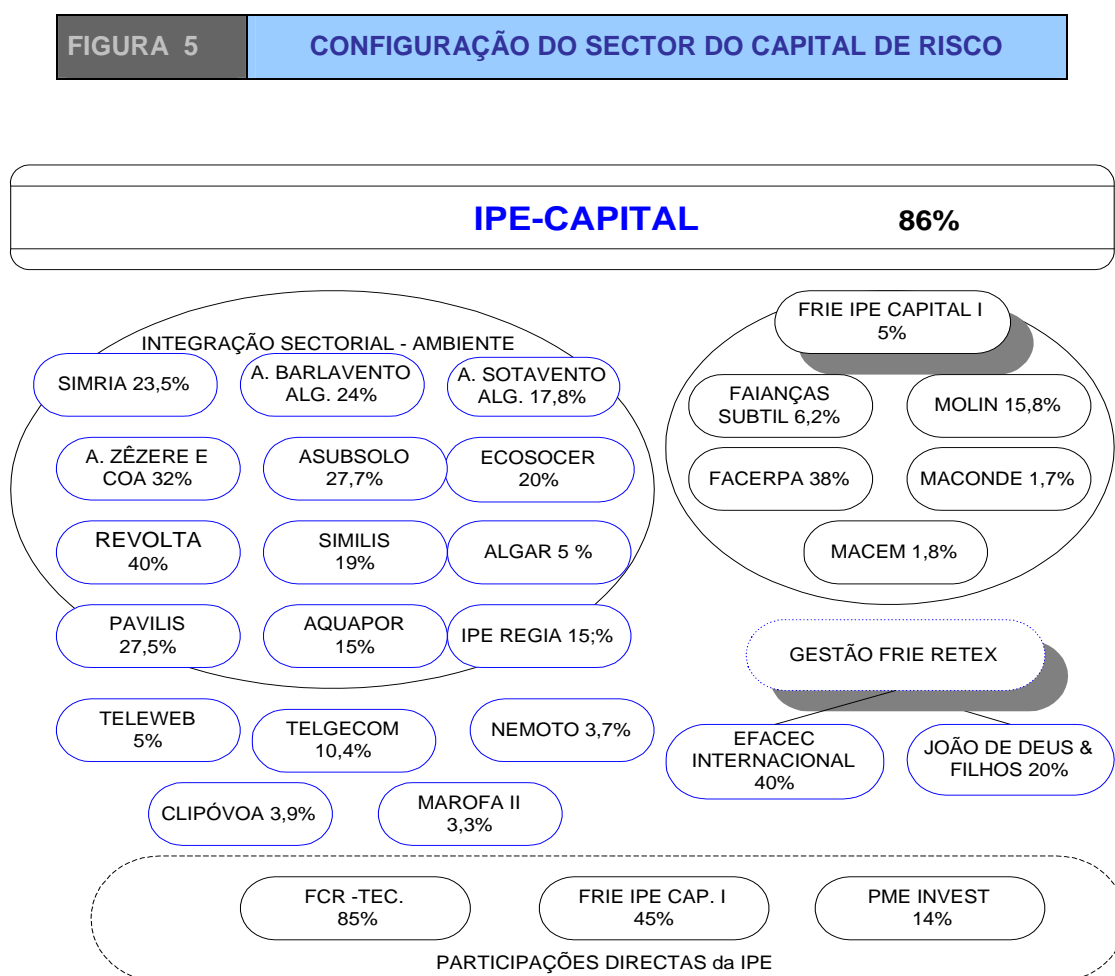 FIGURA 5
CONFIGURAÇÃO DO SECTOR DO CAPITAL DE RISCO
IPE-CAPITAL 86%
INTEGRAÇÃO SECTORIAL - AMBIENTE
SIMRIA 23,5%
A. BARLAVENTO
ALG. 24%
A. SOTAVENTO
ALG. 17,8%
A. ZÊZERE E
COA 32%
ASUBSOLO
27,7%
ECOSOCER
20%
REVOLTA
40%
SIMILIS
19%
ALGAR 5 %
PAVILIS
27,5%
AQUAPOR
15%
IPE REGIA 15;%
TELEWEB
5%
TELGECOM
10,4%
NEMOTO 3,7%
CLIPÓVOA 3,9%
MAROFA II
3,3%
FRIE IPE CAPITAL I
5%
FAIANÇAS
SUBTIL 6,2%
MOLIN 15,8%
FACERPA 38%
MACONDE 1,7%
MACEM 1,8%
GESTÃO FRIE RETEX
EFACEC
INTERNACIONAL
40%
JOÃO DE DEUS &
FILHOS 20%
FCR -TEC.
85%
FRIE IPE CAP. I
45%
PME INVEST
14%
PARTICIPAÇÕES DIRECTAS da IPE